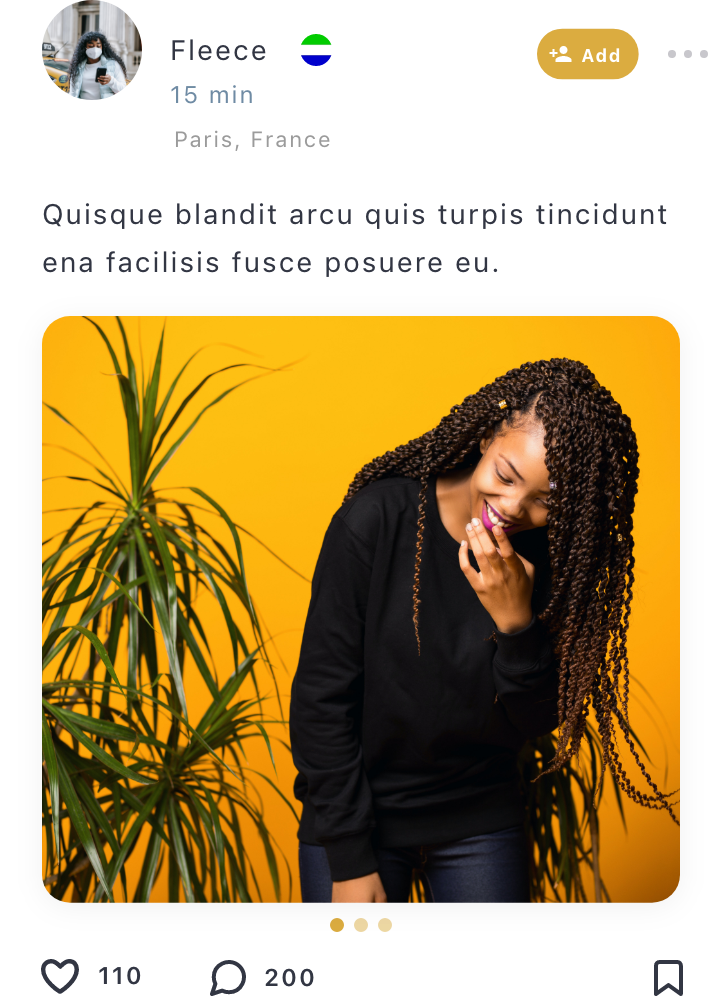 Fleece
Add
15 min
Paris, France
Quisque blandit arcu quis turpis tincidunt
ena facilisis fusce posuere eu.
110
200